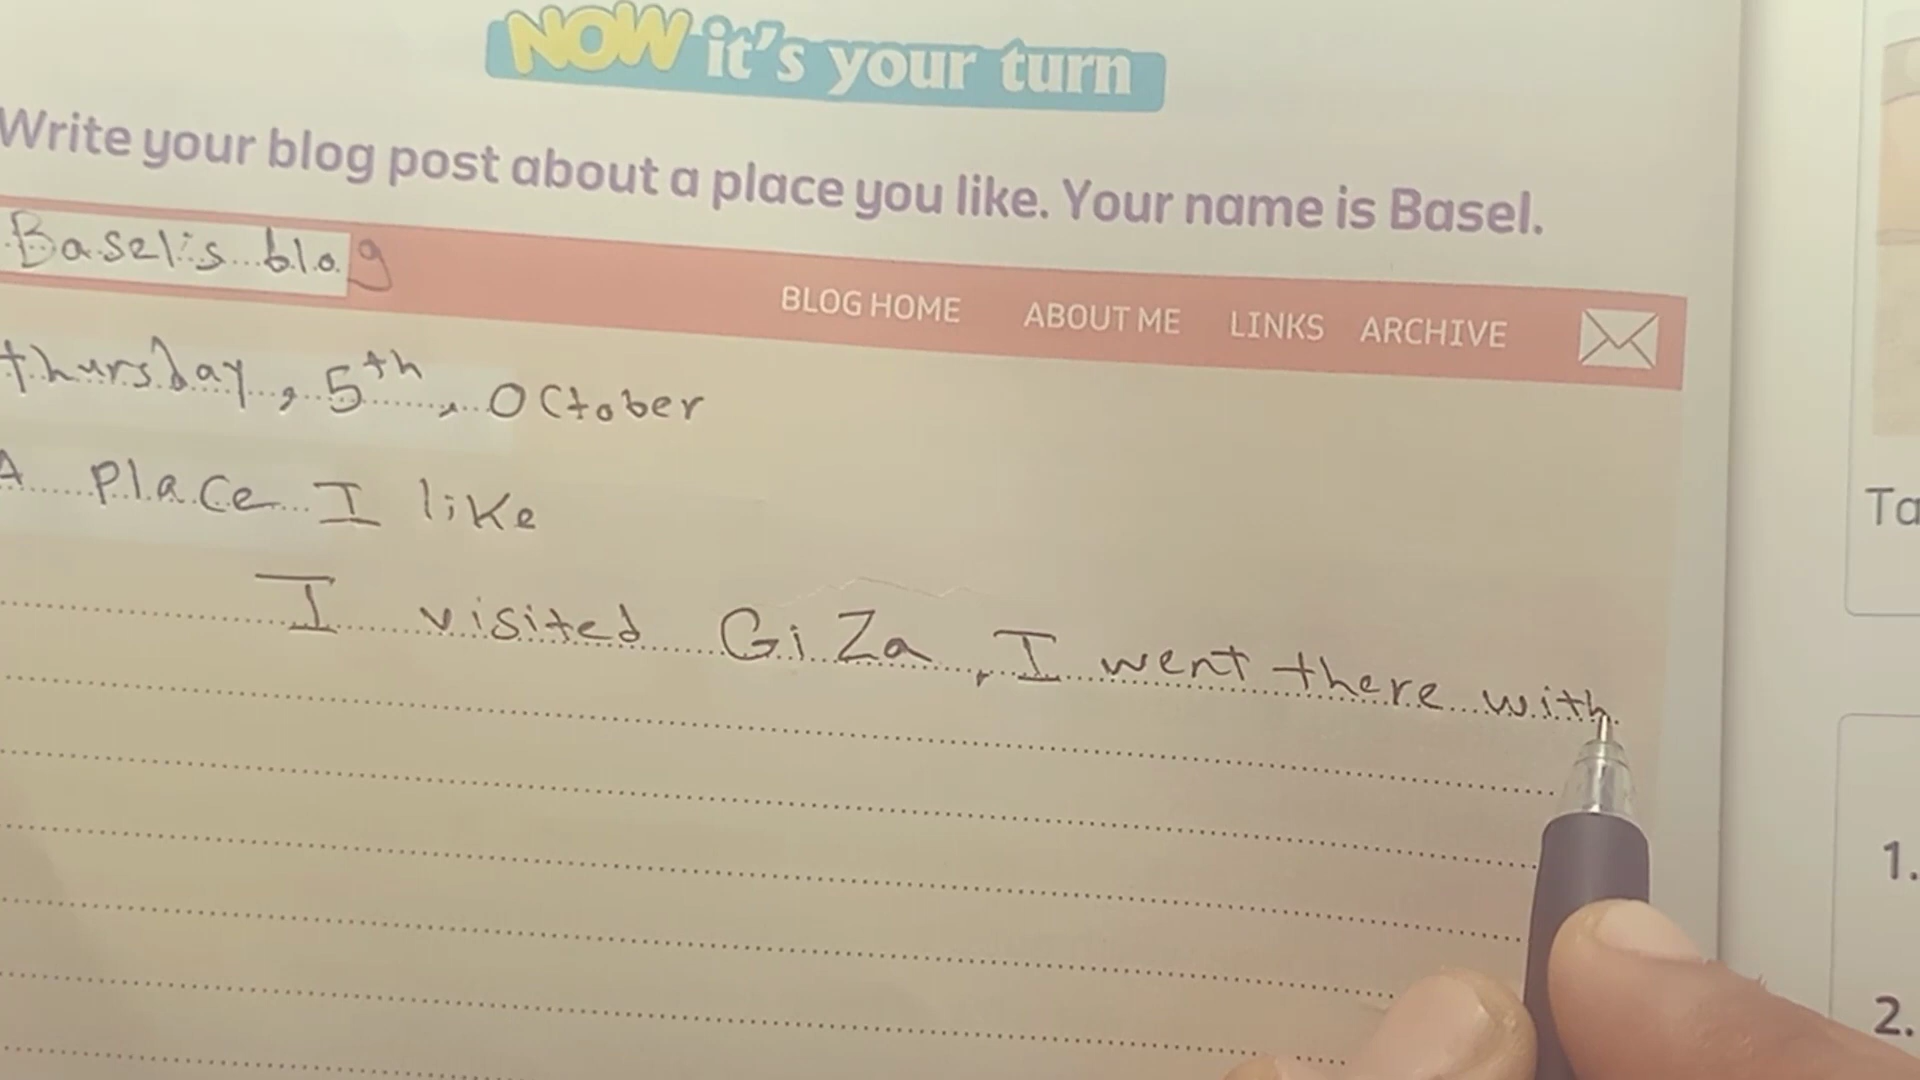 NOW it's your turn
Write your blog post about a place you like. Your name is Basel.
Basel's blog
BLOG HOME ABOUT ME LINKS ARCHIVE
thursday, 5th, October
A place I like
I visited GiZa, I went there with
Ta
1.
2.